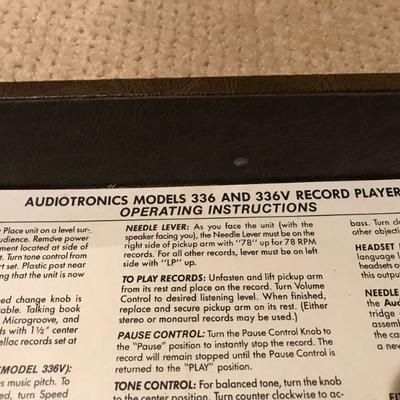 AUDIOTRONICS MODELS 336 AND 336V RECORD PLAYER
OPERATING INSTRUCTIONS
Place unit on a level sur-
udience. Remove power
ment located at side of
rt. Turn tone control from
rt set. Plastic post near
ting that the unit is now
eed change knob is
table. Talking book
Microgroove, and
ds with 1½" center
ellac records set at
(MODEL 336V):
s music pitch. To
ed, turn Speed
NEEDLE LEVER: As you face the unit (with the
speaker facing you), the Needle Lever must be on the
right side of pickup arm with "78" up for 78 RPM
records. For all other records, lever must be on left
side with "LP" up.
TO PLAY RECORDS: Unfasten and lift pickup arm
from its rest and place on the record. Turn Volume
Control to desired listening level. When finished,
replace and secure pickup arm on its rest. (Either
stereo or monaural records may be used.)
PAUSE CONTROL: Turn the Pause Control Knob to
the "Pause" position to instantly stop the record. The
record will remain stopped until the Pause Control is
returned to the "PLAY" position.
TONE CONTROL: For balanced tone, turn the knob
to the center position. Turn counter clockwise to ac-
bass. Turn cl
other objectio
HEADSET
language l
headsets o
this output
NEEDLE
the Aud
tridge
assemb
from th
the ca
a new